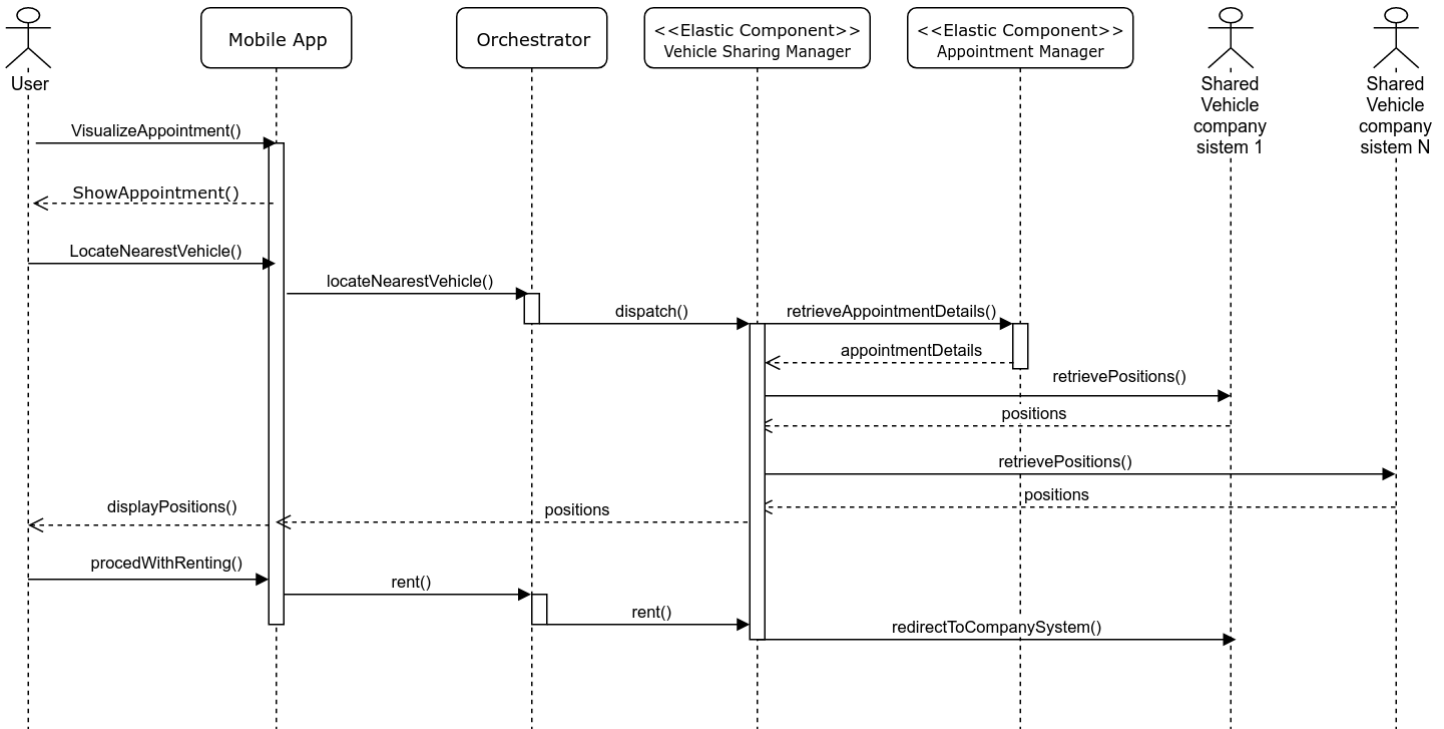 User
Mobile App
Orchestrator
<<Elastic Component>>
Vehicle Sharing Manager
<<Elastic Component>>
Appointment Manager
Shared
Vehicle
company
sistem 1
Shared
Vehicle
company
sistem N
VisualizeAppointment()
ShowAppointment()
LocateNearestVehicle()
locateNearestVehicle()
dispatch()
retrieveAppointmentDetails()
appointmentDetails
retrievePositions()
positions
retrievePositions()
positions
displayPositions()
positions
procedWithRenting()
rent()
rent()
redirectToCompanySystem()